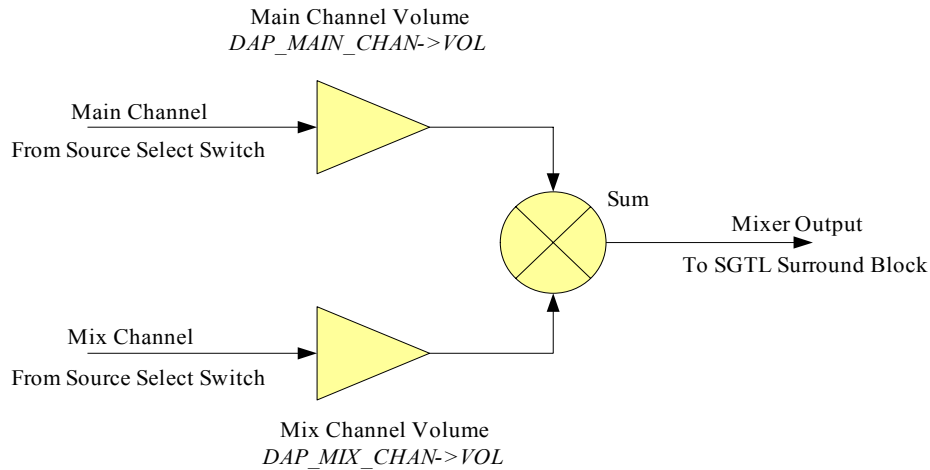 Main Channel Volume
DAP_MAIN_CHAN->VOL
Main Channel
From Source Select Switch
Sum
Mixer Output
To SGTL Surround Block
Mix Channel
From Source Select Switch
Mix Channel Volume
DAP_MIX_CHAN->VOL